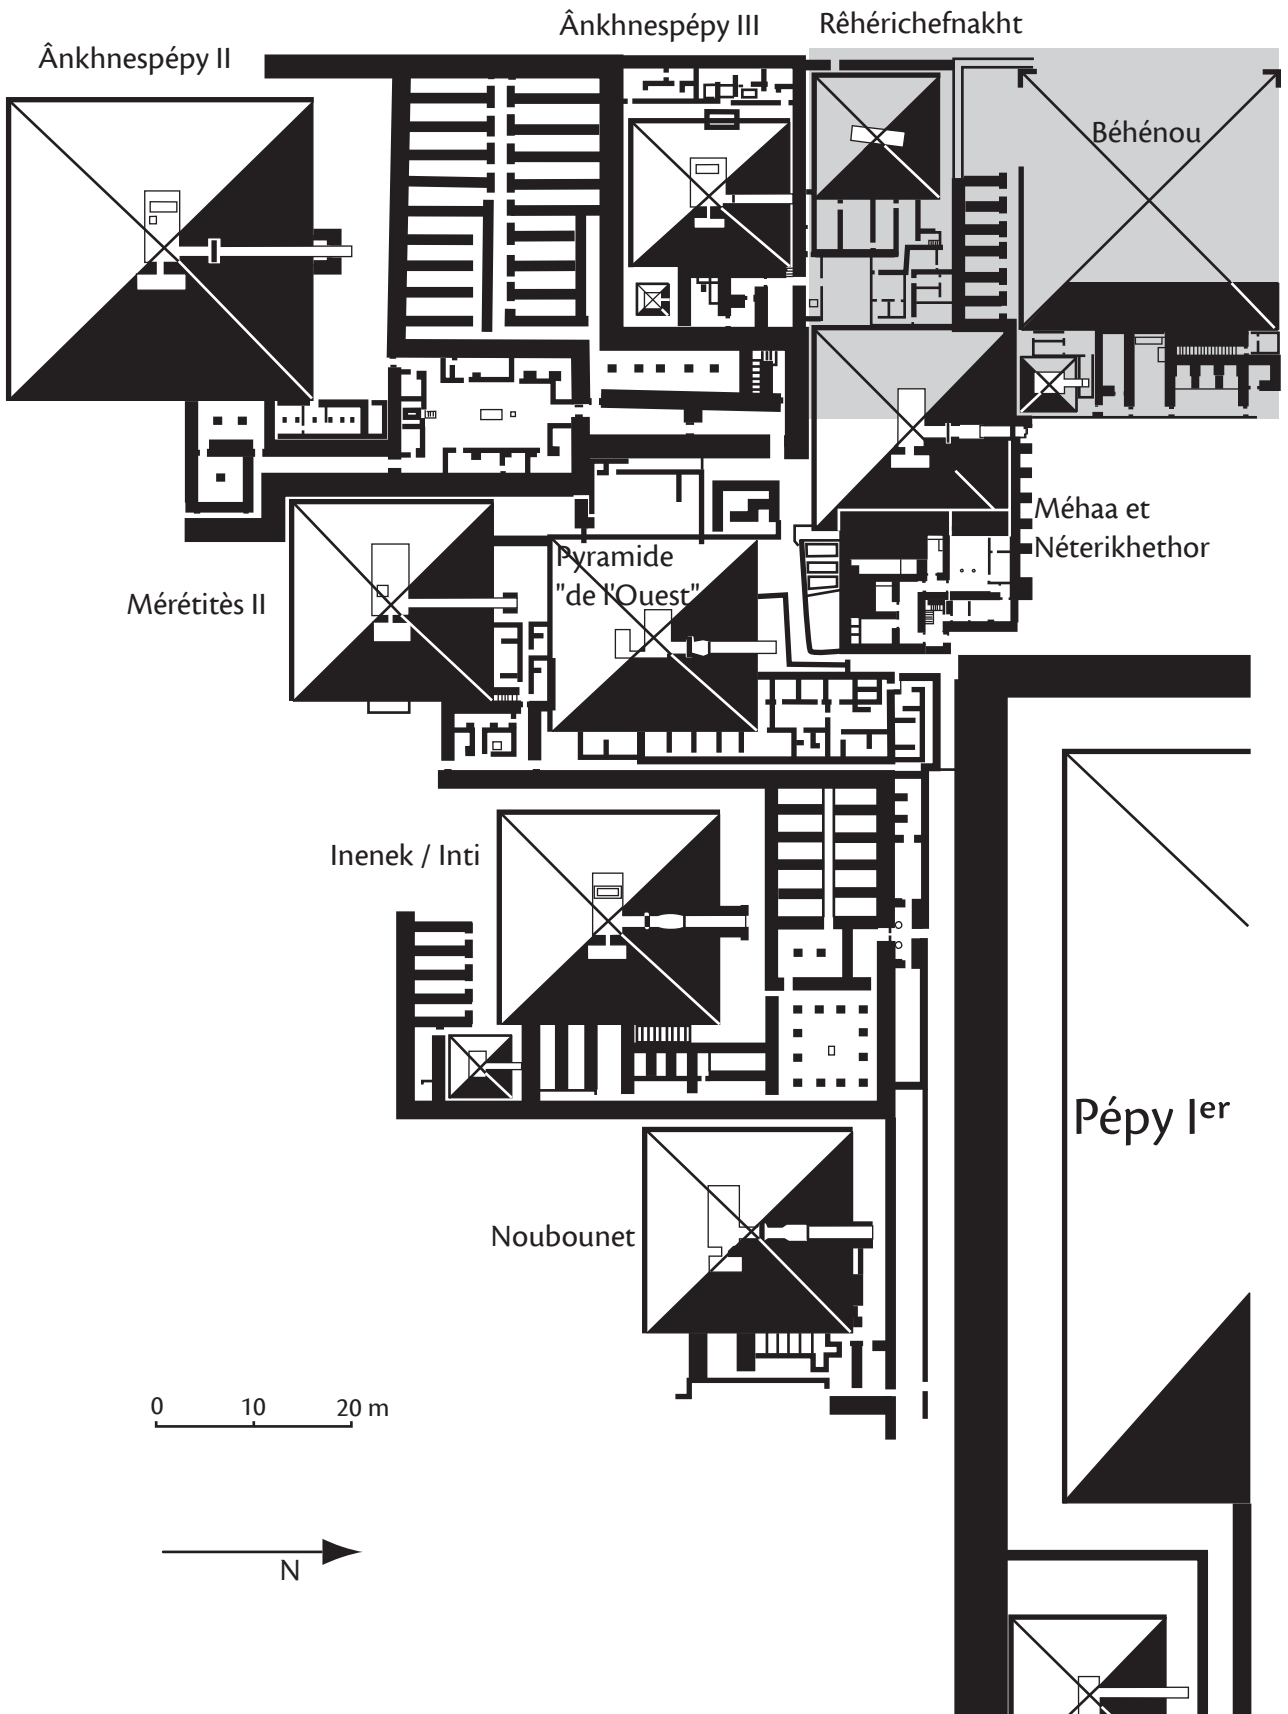 Ânkhnespépy III
Rêhérichefnakht
Ânkhnespépy II
Béhénou
Méhaa et
Néterikhethor
Pyramide
"de l'Ouest"
Mérétitès II
Inenek / Inti
Pépy Ier
Noubounet
0 10 20 m
N